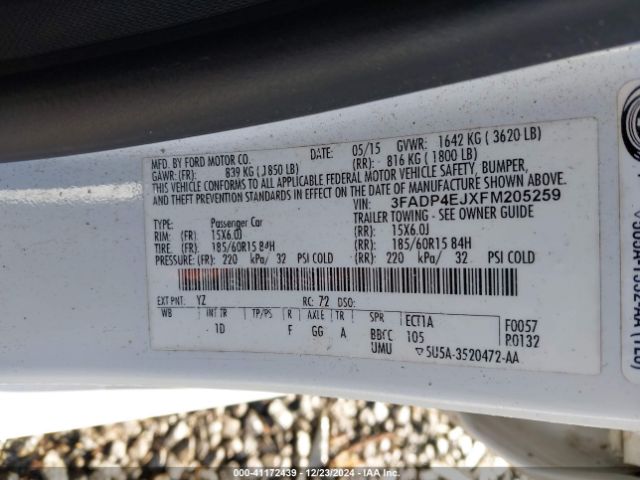 MFD. BY FORD MOTOR CO. DATE: 05/15 GVWR: 1642 KG ( 3620 LB)
GAWR: (FR): 839 KG ( J850 LB) (RR): 816 KG ( 1800 LB)
THIS VEHICLE CONFORMS TO ALL APPLICABLE FEDERAL MOTOR VEHICLE SAFETY, BUMPER,
AND THEFT PREVENTION STANDARDS IN EFFECT ON THE DATE OF MANUFACTURE SHOWN ABOVE.
VIN: 3FADP4EJXFM205259
TYPE: Passenger Car TRAILER TOWING - SEE OWNER GUIDE
RIM: (FR) 15X6.0J (RR): 15X6.0J
TIRE: (FR) 185/60R15 84H (RR): 185/60R15 84H
PRESSURE: (FR) 220 kPa/ 32 PSI COLD (RR) 220 kPa/ 32 PSI COLD
EXT PNT: YZ RC: 72 DSO:
WB INT TR TP/PS R AXLE TR SPR ECT1A F0057
1D F GG A BBCC 105 P0132
UMU ▽ SU5A-3520472-AA
000-41172439 - 12/23/2024 - IAA Inc.